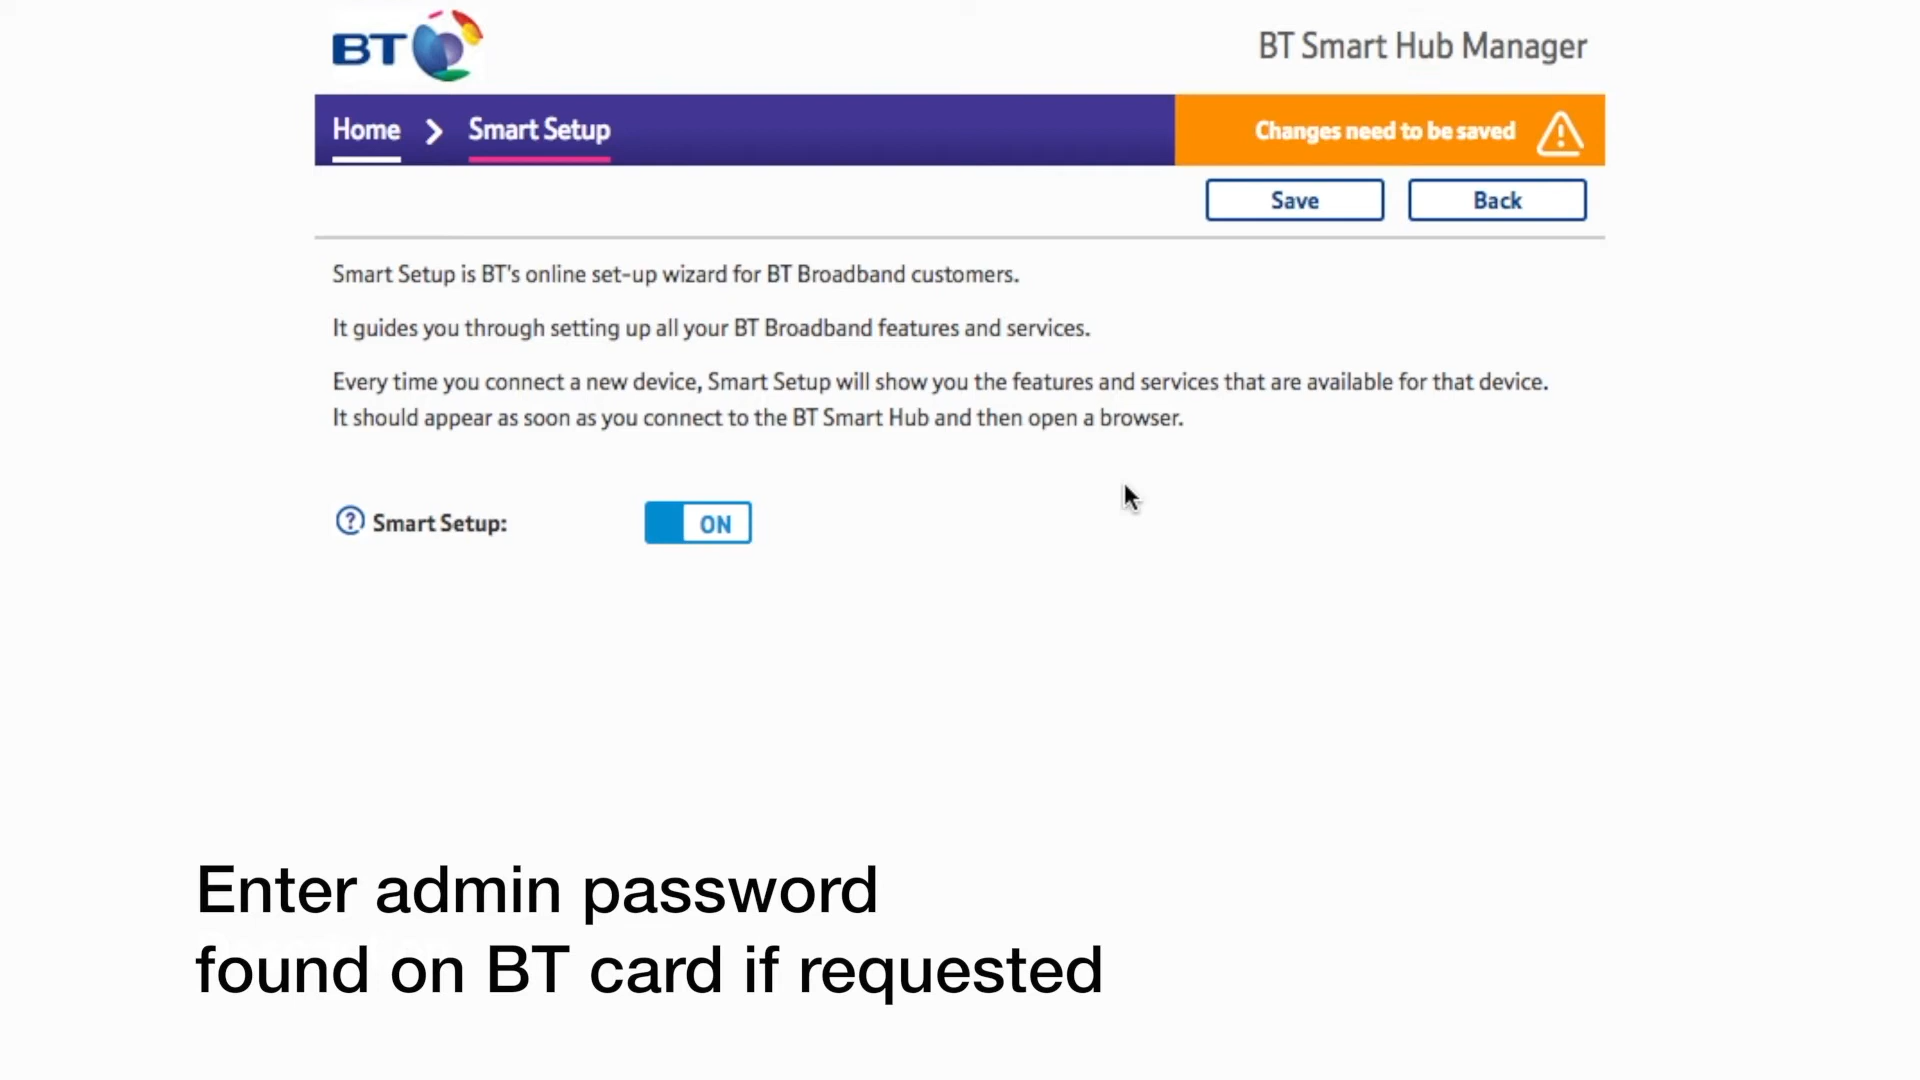 BT
BT Smart Hub Manager
Home
Smart Setup
Changes need to be saved
Save
Back
Smart Setup is BT's online set-up wizard for BT Broadband customers.
It guides you through setting up all your BT Broadband features and services.
Every time you connect a new device, Smart Setup will show you the features and services that are available for that device.
It should appear as soon as you connect to the BT Smart Hub and then open a browser.
? Smart Setup:
ON
Enter admin password
found on BT card if requested